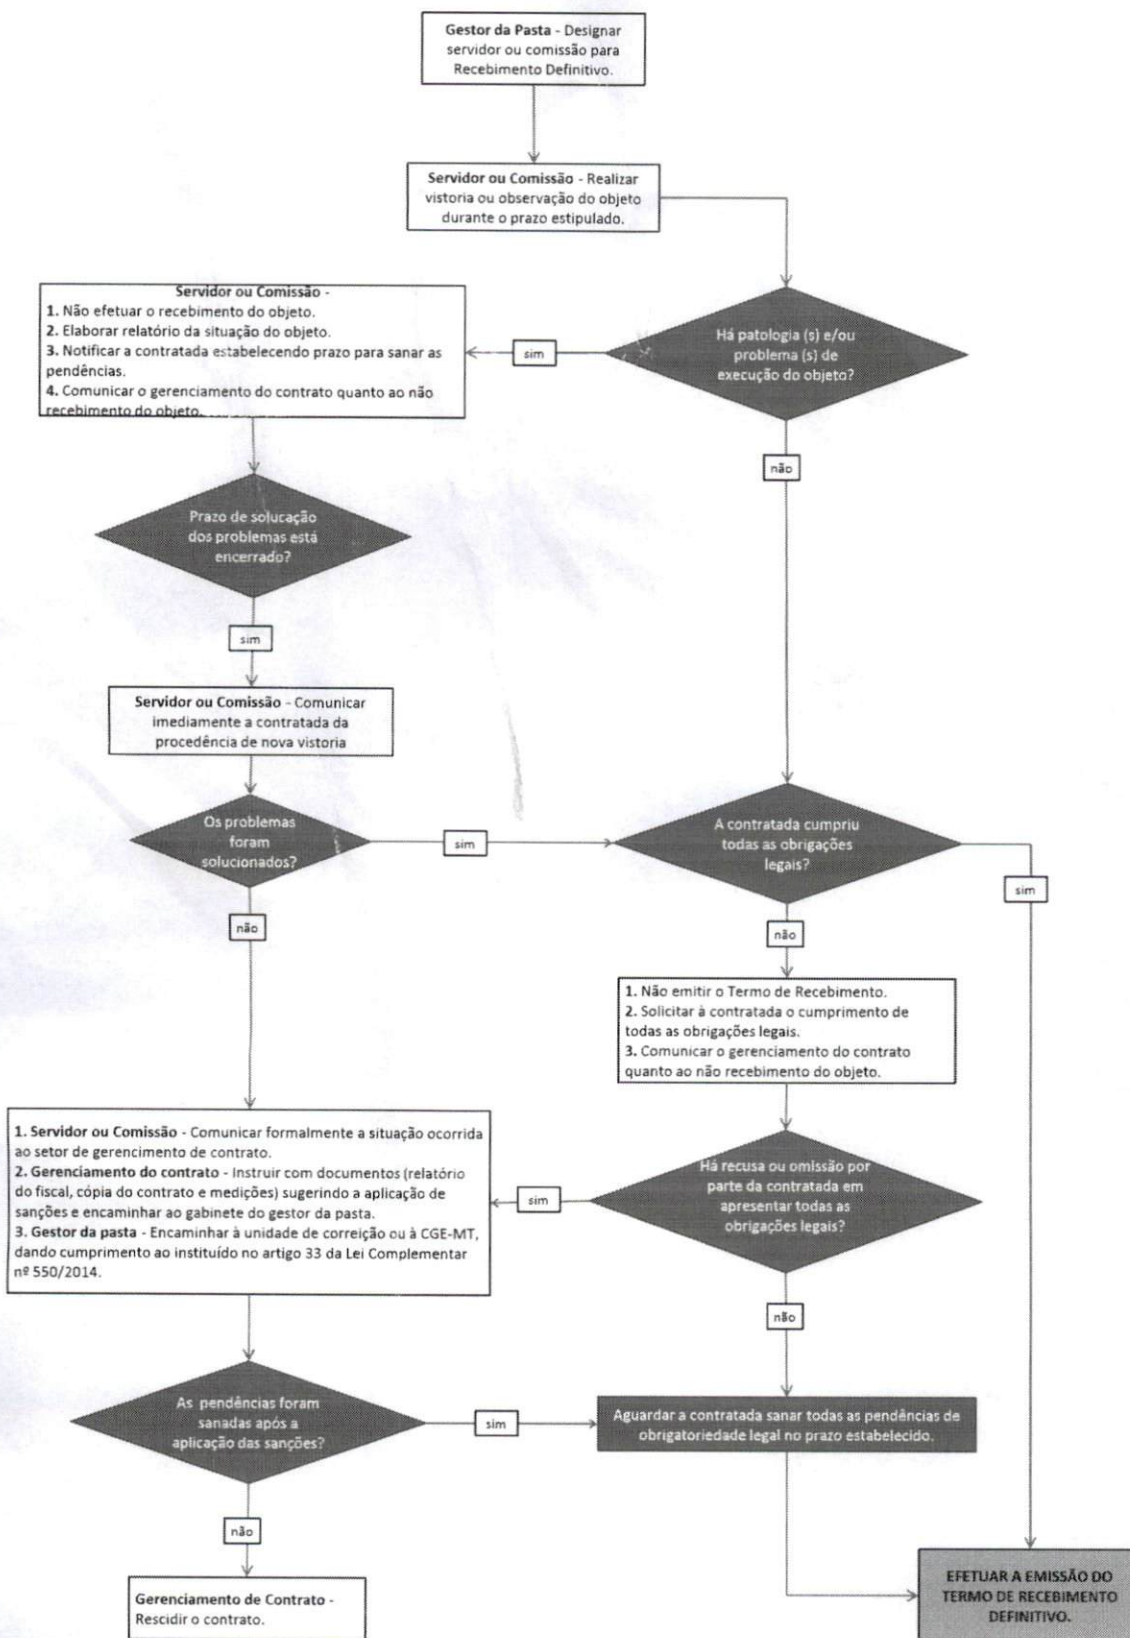 Gestor da Pasta - Designar
servidor ou comissão para
Recebimento Definitivo.
Servidor ou Comissão - Realizar
vistoria ou observação do objeto
durante o prazo estipulado.
Há patologia (s) e/ou
problema (s) de
execução do objeto?
sim
Servidor ou Comissão -
1. Não efetuar o recebimento do objeto.
2. Elaborar relatório da situação do objeto.
3. Notificar a contratada estabelecendo prazo para sanar as
pendências.
4. Comunicar o gerenciamento do contrato quanto ao não
recebimento do objeto.
não
Prazo de solucação
dos problemas está
encerrado?
sim
Servidor ou Comissão - Comunicar
imediamente a contratada da
procedência de nova vistoria
Os problemas
foram
solucionados?
sim
A contratada cumpriu
todas as obrigações
legais?
sim
não
não
1. Não emitir o Termo de Recebimento.
2. Solicitar à contratada o cumprimento de
todas as obrigações legais.
3. Comunicar o gerenciamento do contrato
quanto ao não recebimento do objeto.
1. Servidor ou Comissão - Comunicar formalmente a situação ocorrida
ao setor de gerencimento de contrato.
2. Gerenciamento do contrato - Instruir com documentos (relatório
do fiscal, cópia do contrato e medições) sugerindo a aplicação de
sanções e encaminhar ao gabinete do gestor da pasta.
3. Gestor da pasta - Encaminhar à unidade de correição ou à CGE-MT,
dando cumprimento ao instituído no artigo 33 da Lei Complementar
nº 550/2014.
sim
Há recusa ou omissão por
parte da contratada em
apresentar todas as
obrigações legais?
não
As pendências foram
sanadas após a
aplicação das sanções?
sim
Aguardar a contratada sanar todas as pendências de
obrigatoriedade legal no prazo estabelecido.
não
Gerenciamento de Contrato -
Rescidir o contrato.
EFETUAR A EMISSÃO DO
TERMO DE RECEBIMENTO
DEFINITIVO.